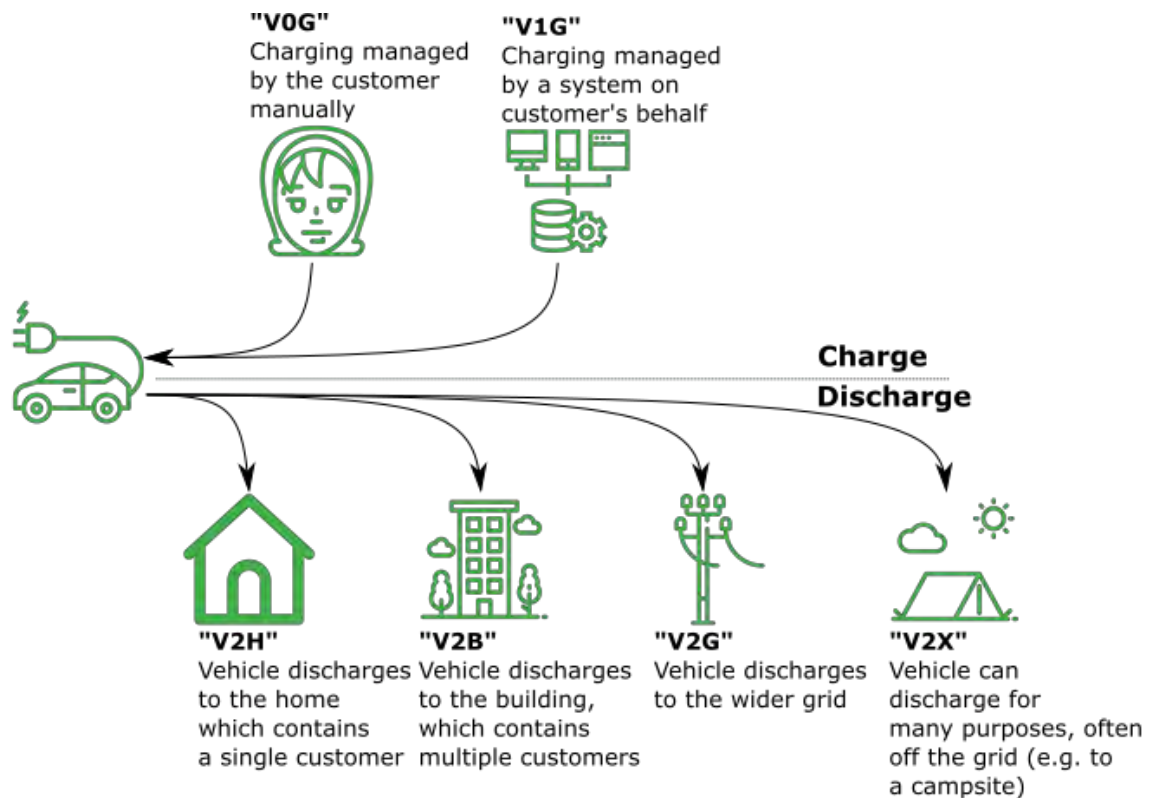 "V0G"
Charging managed
by the customer
manually
"V1G"
Charging managed
by a system on
customer's behalf
Charge
Discharge
"V2H"
Vehicle discharges
to the home
which contains
a single customer
"V2B"
Vehicle discharges
to the building,
which contains
multiple customers
"V2G"
Vehicle discharges
to the wider grid
"V2X"
Vehicle can
discharge for
many purposes, often
off the grid (e.g. to
a campsite)